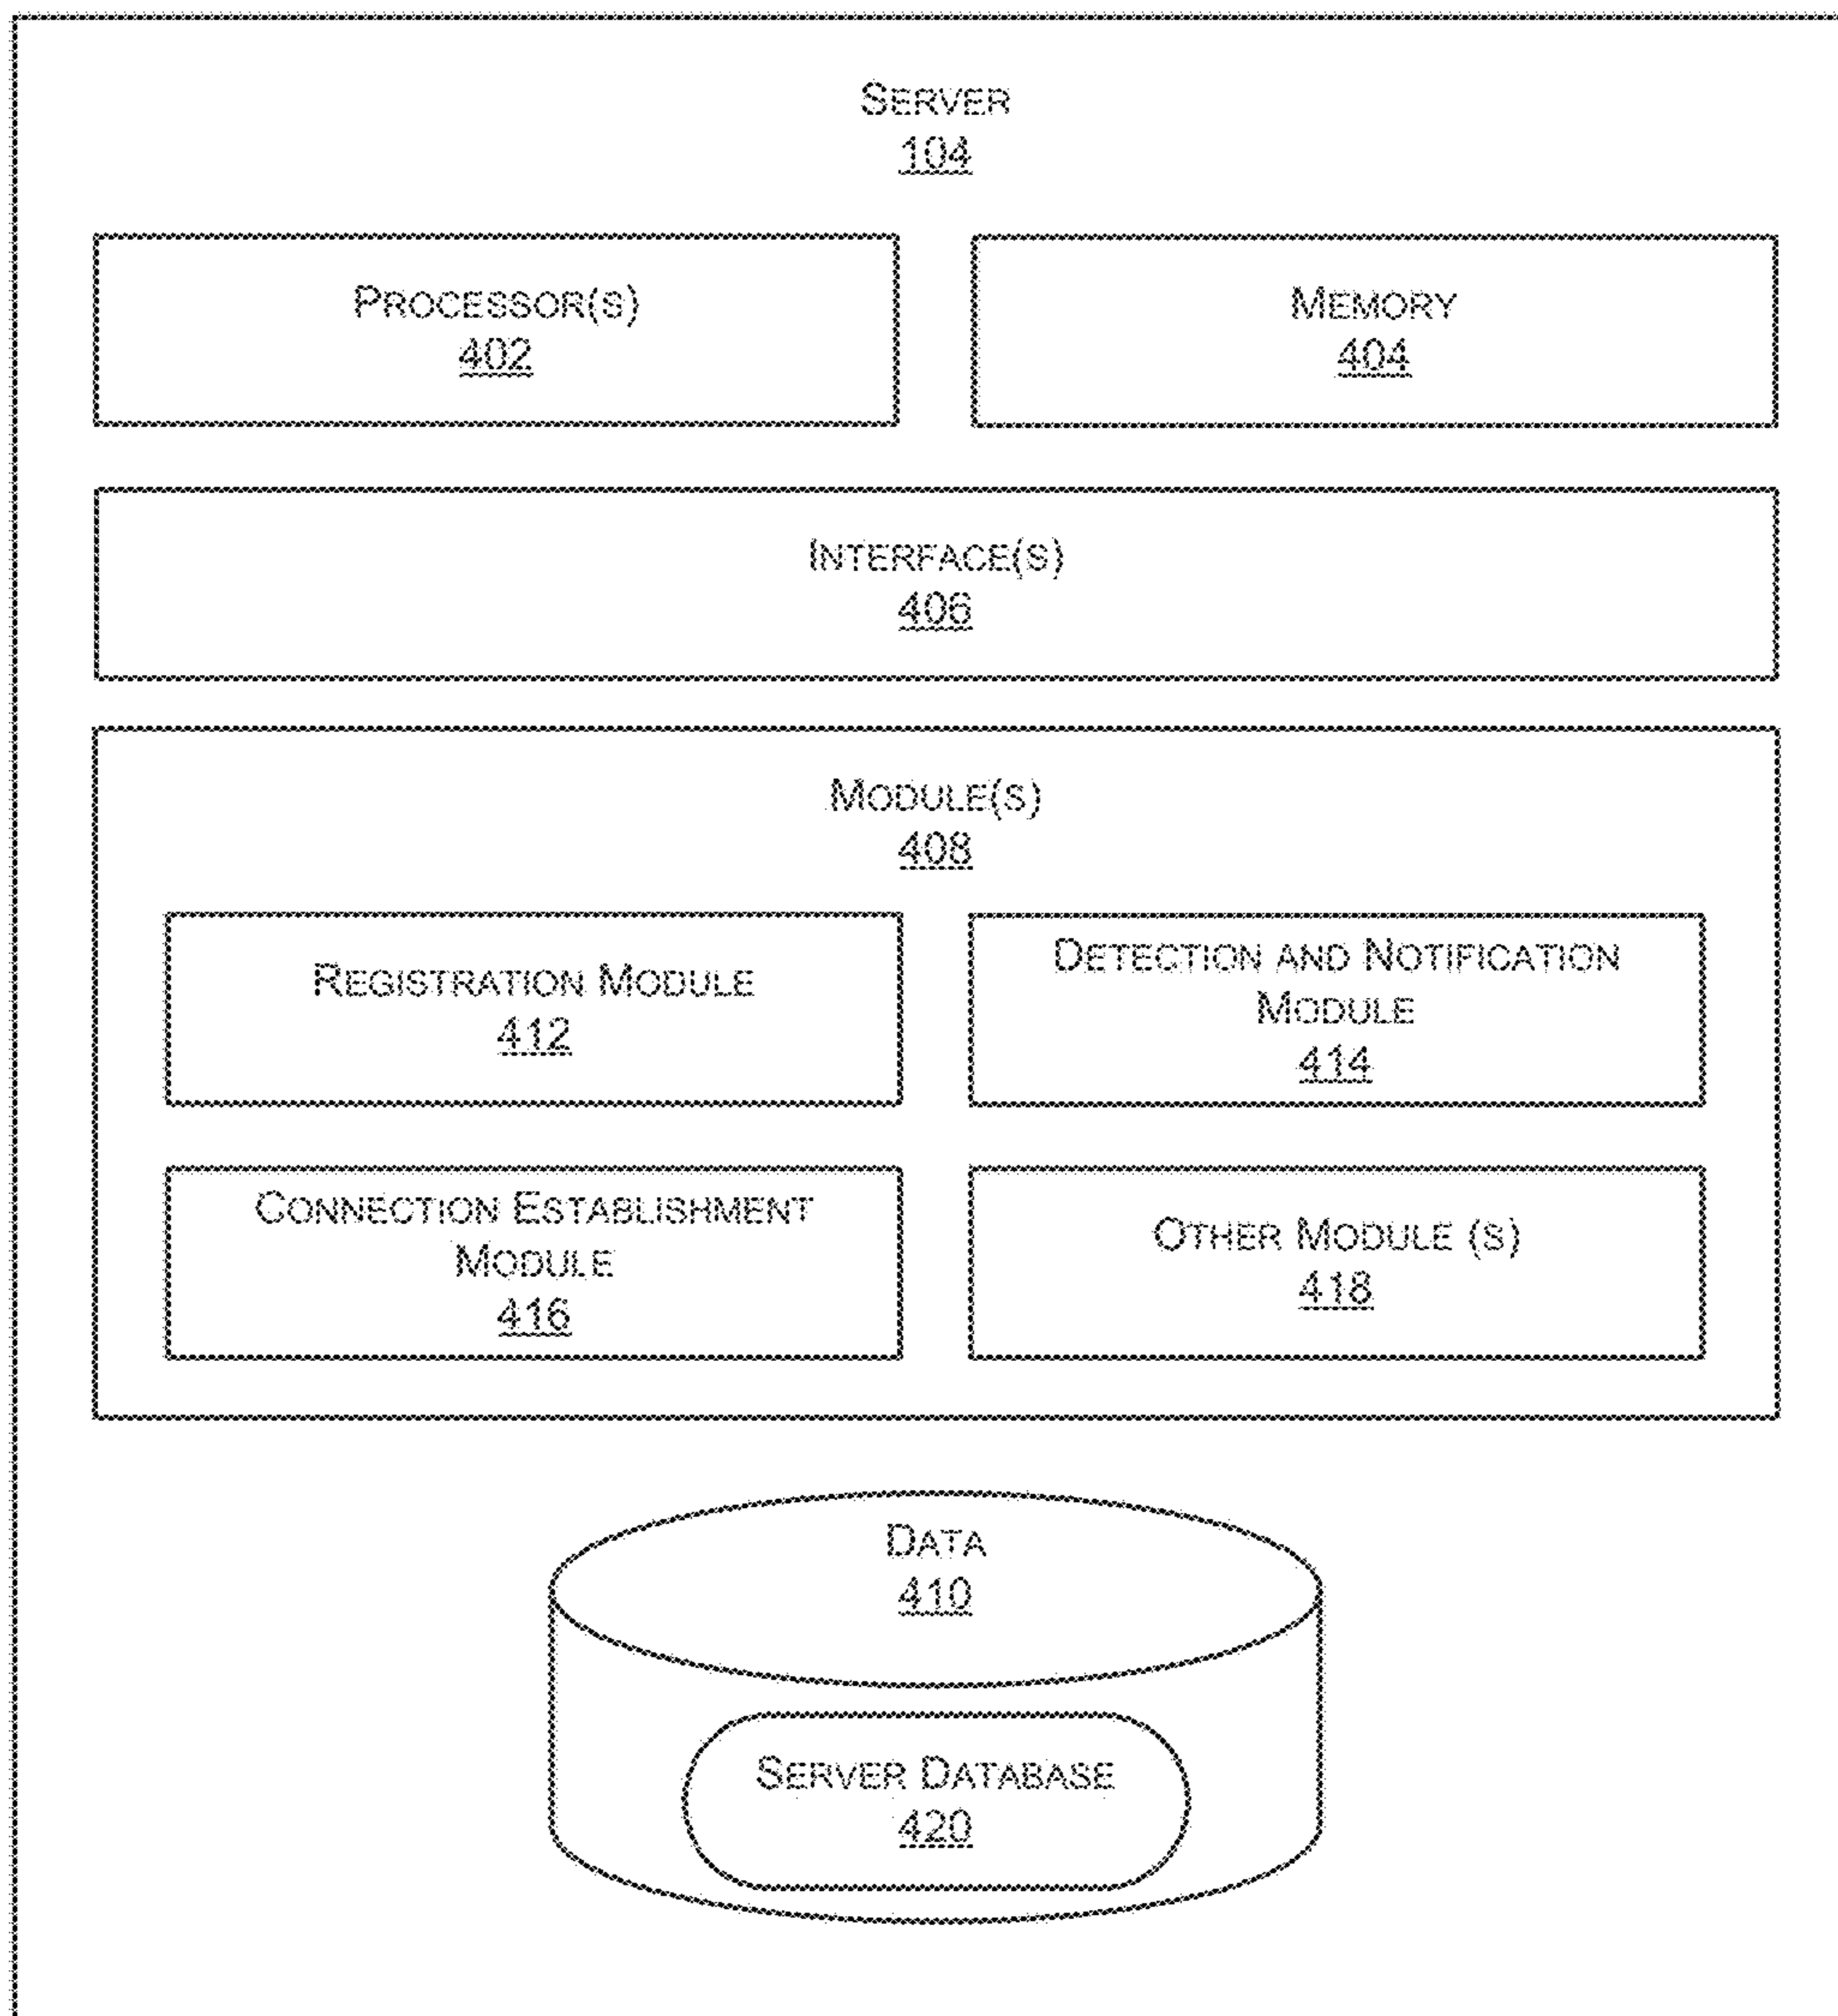 SERVER
104
PROCESSOR(S)
402
MEMORY
404
INTERFACE(S)
406
MODULE(S)
408
REGISTRATION MODULE
412
DETECTION AND NOTIFICATION
MODULE
414
CONNECTION ESTABLISHMENT
MODULE
416
OTHER MODULE (S)
418
DATA
410
SERVER DATABASE
420